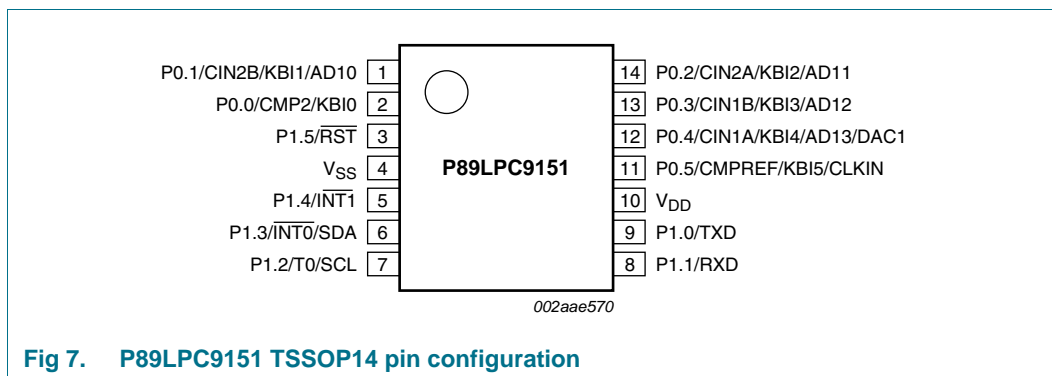 P0.1/CIN2B/KBI1/AD10 1
14 P0.2/CIN2A/KBI2/AD11
P0.0/CMP2/KBI0 2
13 P0.3/CIN1B/KBI3/AD12
P1.5/R̅S̅T̅ 3
12 P0.4/CIN1A/KBI4/AD13/DAC1
VSS 4
P89LPC9151
11 P0.5/CMPREF/KBI5/CLKIN
P1.4/I̅N̅T̅1̅ 5
10 VDD
P1.3/I̅N̅T̅0̅/SDA 6
9 P1.0/TXD
P1.2/T0/SCL 7
8 P1.1/RXD
002aae570
Fig 7. P89LPC9151 TSSOP14 pin configuration